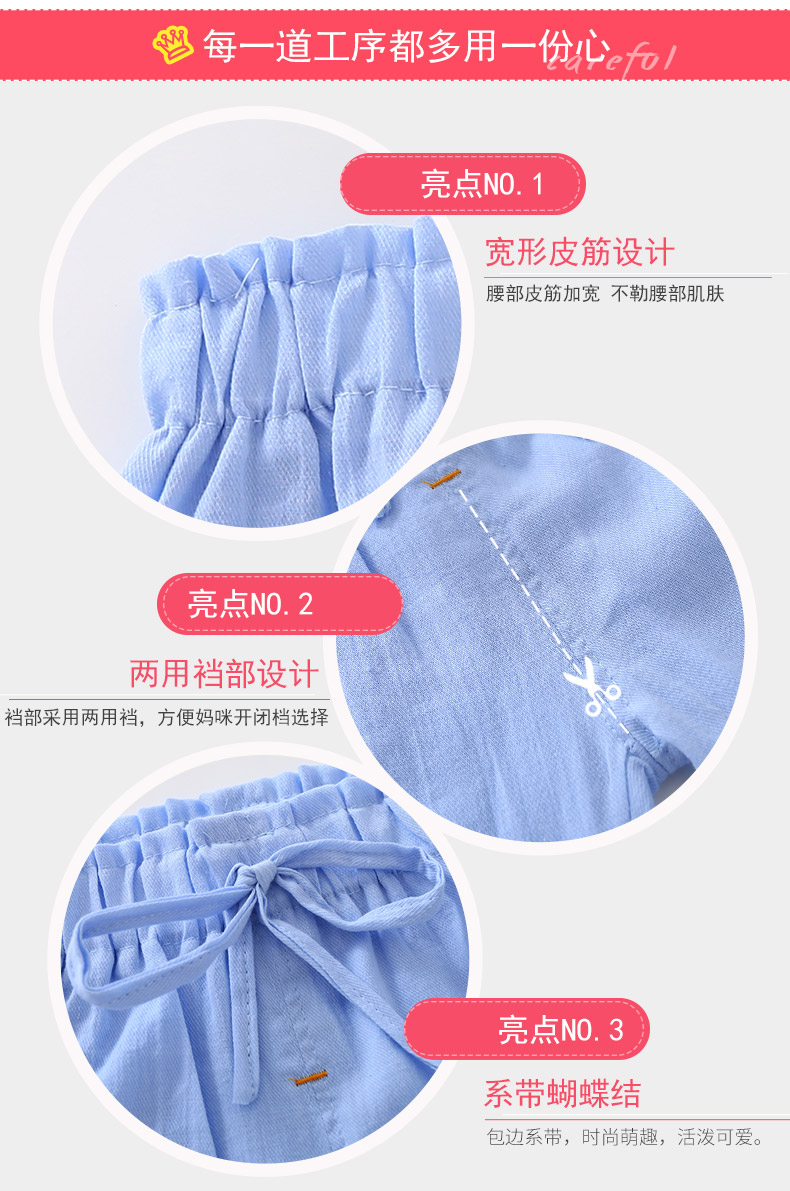 每一道工序都多用一份心
careful
亮点NO.1
宽形皮筋设计
腰部皮筋加宽 不勒腰部肌肤
亮点NO.2
两用裆部设计
裆部采用两用裆，方便妈咪开闭档选择
亮点NO.3
系带蝴蝶结
包边系带，时尚萌趣，活泼可爱。